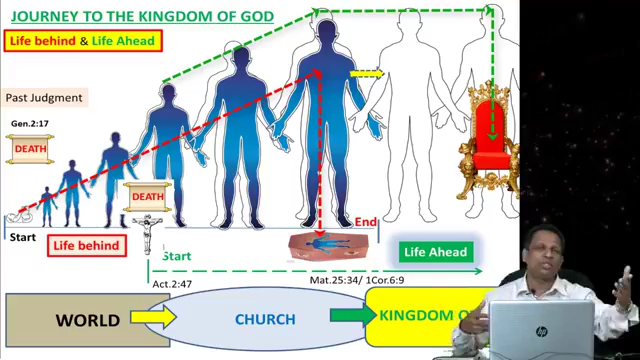 JOURNEY TO THE KINGDOM OF GOD
Life behind & Life Ahead
Past Judgment
Gen.2:17
DEATH
DEATH
Start
Life behind
End
Start
Life Ahead
Act.2:47
Mat.25:34/ 1Cor.6:9
WORLD
CHURCH
KINGDOM
hp